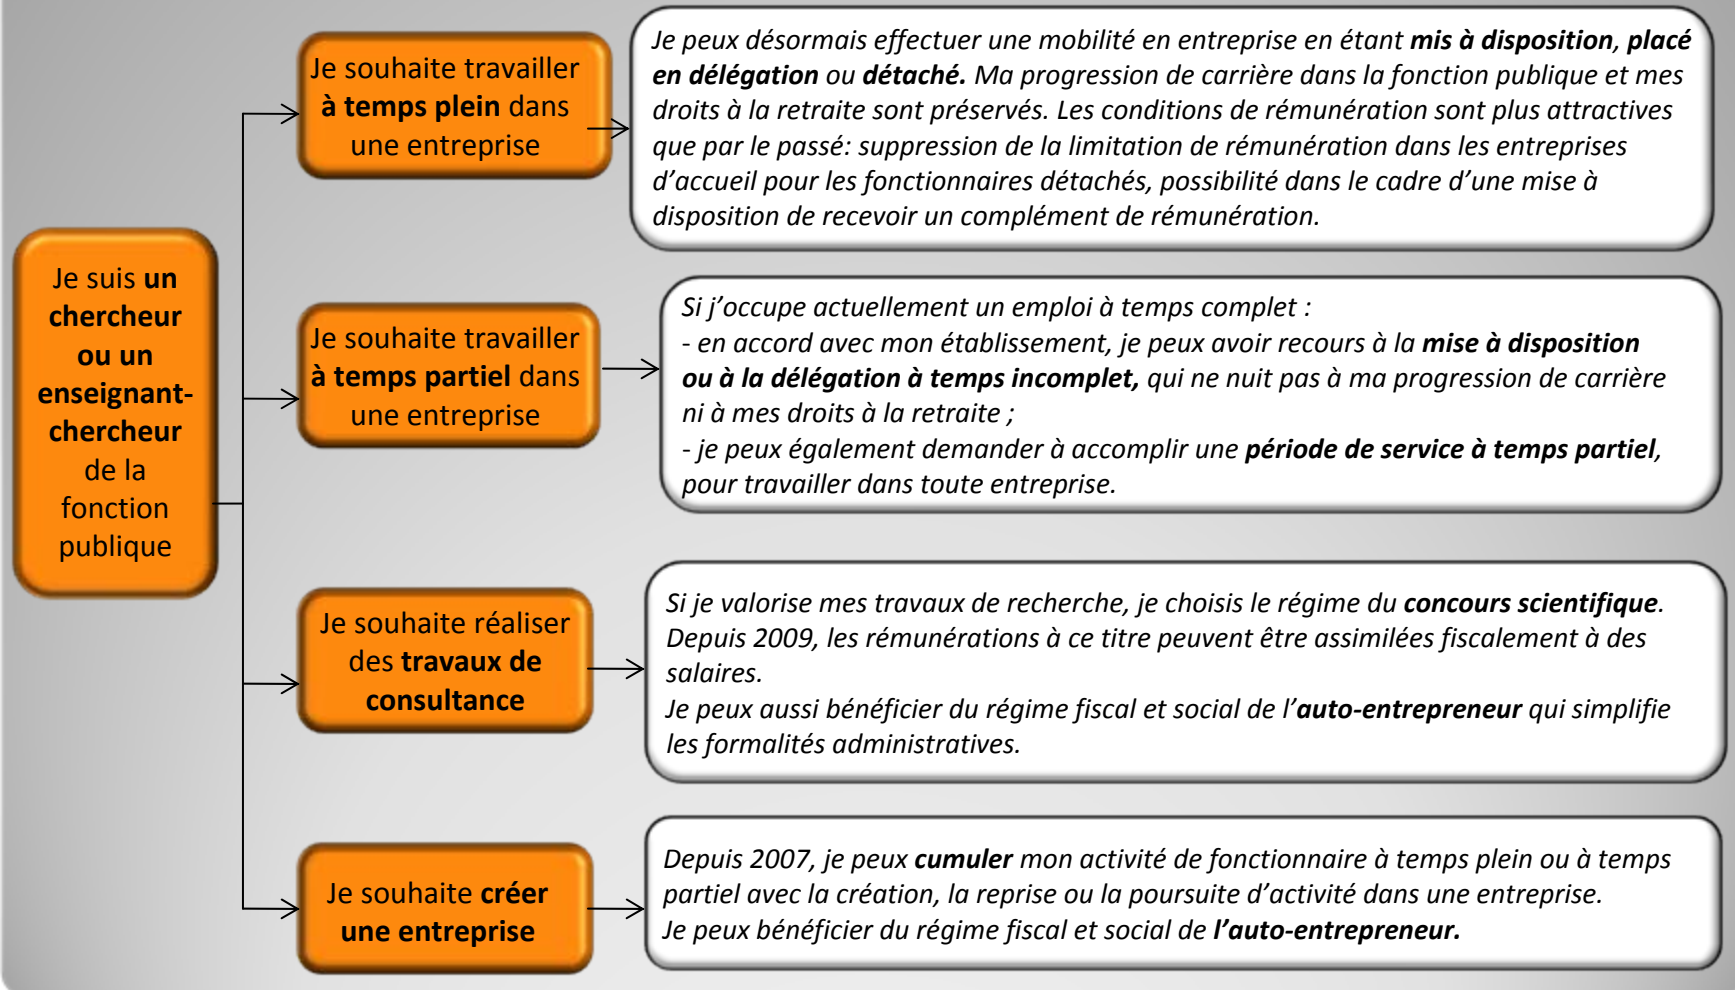 Je suis un
chercheur
ou un
enseignant-
chercheur
de la
fonction
publique
Je souhaite travailler
à temps plein dans
une entreprise
Je peux désormais effectuer une mobilité en entreprise en étant mis à disposition, placé
en délégation ou détaché. Ma progression de carrière dans la fonction publique et mes
droits à la retraite sont préservés. Les conditions de rémunération sont plus attractives
que par le passé: suppression de la limitation de rémunération dans les entreprises
d’accueil pour les fonctionnaires détachés, possibilité dans le cadre d’une mise à
disposition de recevoir un complément de rémunération.
Je souhaite travailler
à temps partiel dans
une entreprise
Si j’occupe actuellement un emploi à temps complet :
- en accord avec mon établissement, je peux avoir recours à la mise à disposition
ou à la délégation à temps incomplet, qui ne nuit pas à ma progression de carrière
ni à mes droits à la retraite ;
- je peux également demander à accomplir une période de service à temps partiel,
pour travailler dans toute entreprise.
Je souhaite réaliser
des travaux de
consultance
Si je valorise mes travaux de recherche, je choisis le régime du concours scientifique.
Depuis 2009, les rémunérations à ce titre peuvent être assimilées fiscalement à des
salaires.
Je peux aussi bénéficier du régime fiscal et social de l’auto-entrepreneur qui simplifie
les formalités administratives.
Je souhaite créer
une entreprise
Depuis 2007, je peux cumuler mon activité de fonctionnaire à temps plein ou à temps
partiel avec la création, la reprise ou la poursuite d’activité dans une entreprise.
Je peux bénéficier du régime fiscal et social de l’auto-entrepreneur.